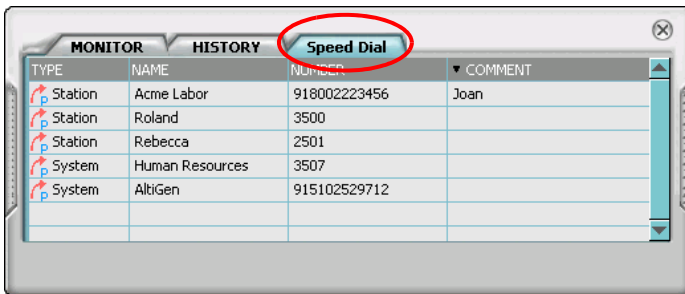 MONITOR HISTORY Speed Dial
TYPE NAME NUMBER ▼ COMMENT
p Station Acme Labor 918002223456 Joan
p Station Roland 3500
p Station Rebecca 2501
p System Human Resources 3507
p System AltiGen 915102529712